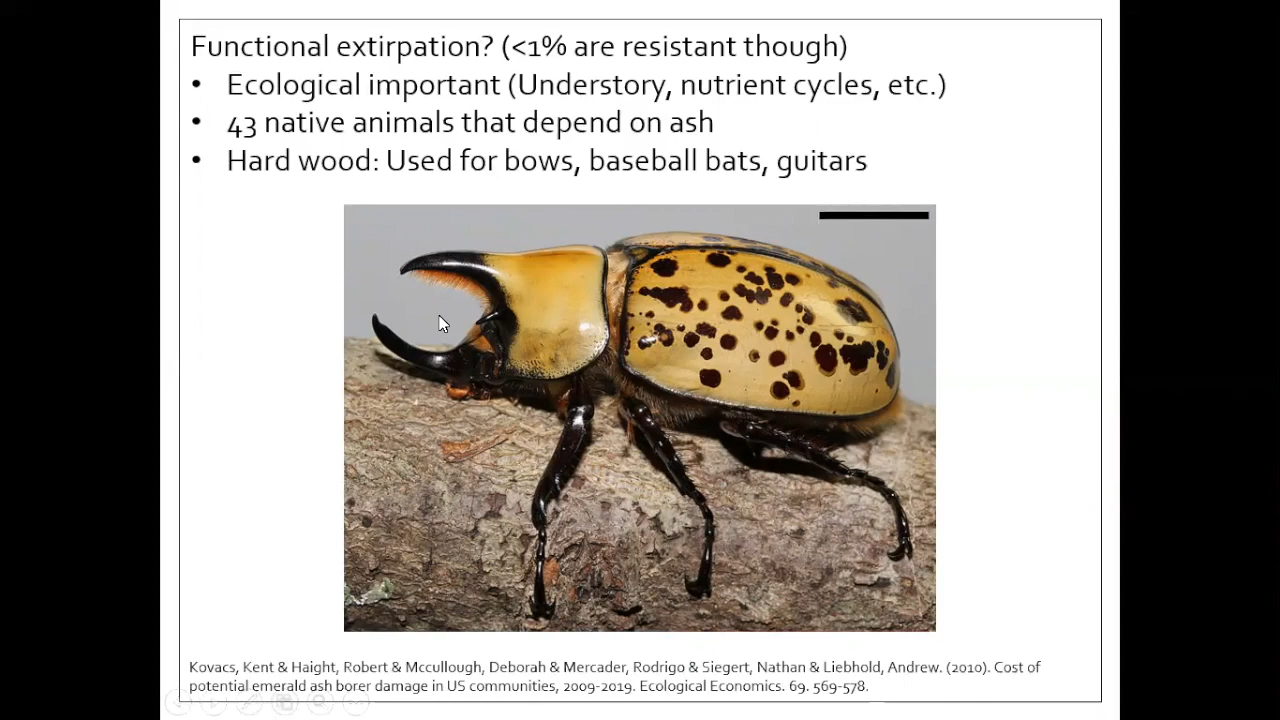 Functional extirpation? (<1% are resistant though)
• Ecological important (Understory, nutrient cycles, etc.)
• 43 native animals that depend on ash
• Hard wood: Used for bows, baseball bats, guitars
Kovacs, Kent & Haight, Robert & Mccullough, Deborah & Mercader, Rodrigo & Siegert, Nathan & Liebhold, Andrew. (2010). Cost of
potential emerald ash borer damage in US communities, 2009-2019. Ecological Economics. 69. 569-578.